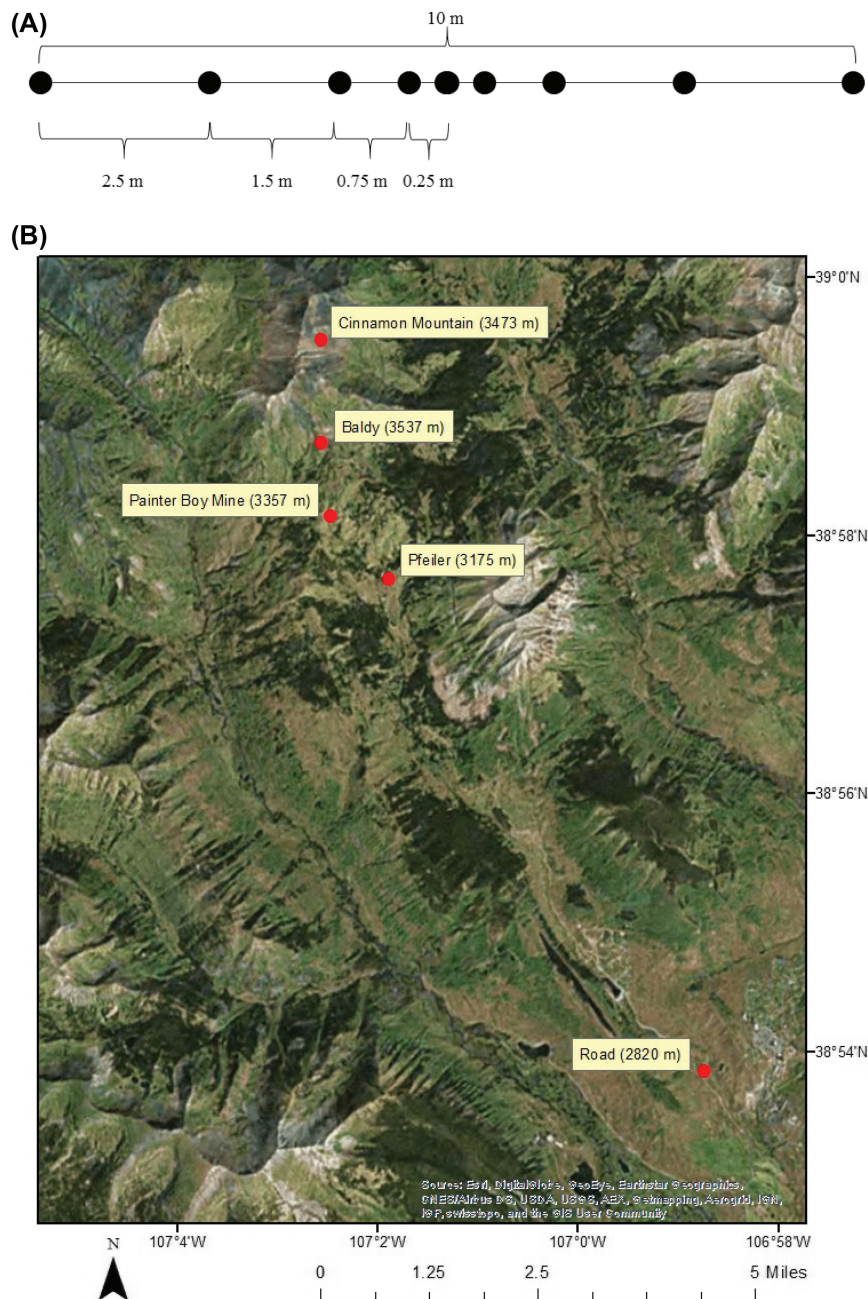 (A)
10 m
2.5 m 1.5 m 0.75 m 0.25 m
(B)
39°0'N
Cinnamon Mountain (3473 m)
Baldy (3537 m)
Painter Boy Mine (3357 m)
38°58'N
Pfeiler (3175 m)
38°56'N
38°54'N
Road (2820 m)
Source: Esri, DigitalGlobe, GeoEye, Earthstar Geographics,
CNES/Airbus DS, USDA, USGS, AEX, Getmapping, Aerogrid, IGN,
IGP, swisstopo, and the GIS User Community
107°4'W 107°2'W 107°0'W 106°58'W
N
0 1.25 2.5 5 Miles